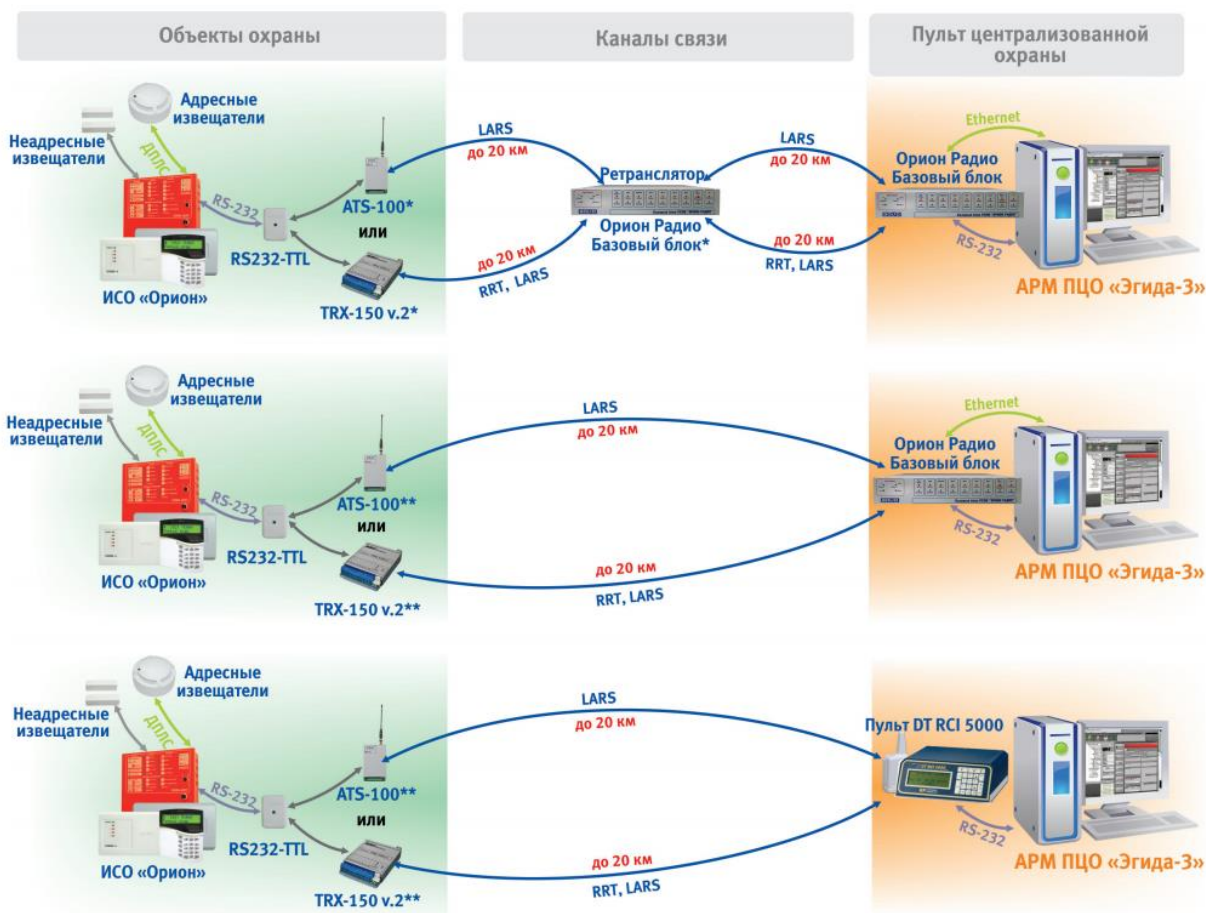 Объекты охраны
Каналы связи
Пульт централизованной
охраны
Адресные
извещатели
Неадресные
извещатели
ДПЛС
RS-232
ИСО «Орион»
RS232-TTL
ATS-100*
или
TRX-150 v.2*
LARS
до 20 км
до 20 км
RRT, LARS
Ретранслятор
Орион Радио
Базовый блок*
LARS
до 20 км
до 20 км
RRT, LARS
Ethernet
Орион Радио
Базовый блок
RS-232
АРМ ПЦО «Эгида-3»
Адресные
извещатели
Неадресные
извещатели
ДПЛС
RS-232
ИСО «Орион»
RS232-TTL
ATS-100**
или
TRX-150 v.2**
LARS
до 20 км
до 20 км
RRT, LARS
Ethernet
Орион Радио
Базовый блок
RS-232
АРМ ПЦО «Эгида-3»
Адресные
извещатели
Неадресные
извещатели
ДПЛС
RS-232
ИСО «Орион»
RS232-TTL
ATS-100**
или
TRX-150 v.2**
LARS
до 20 км
до 20 км
RRT, LARS
Пульт DT RCI 5000
RS-232
АРМ ПЦО «Эгида-3»